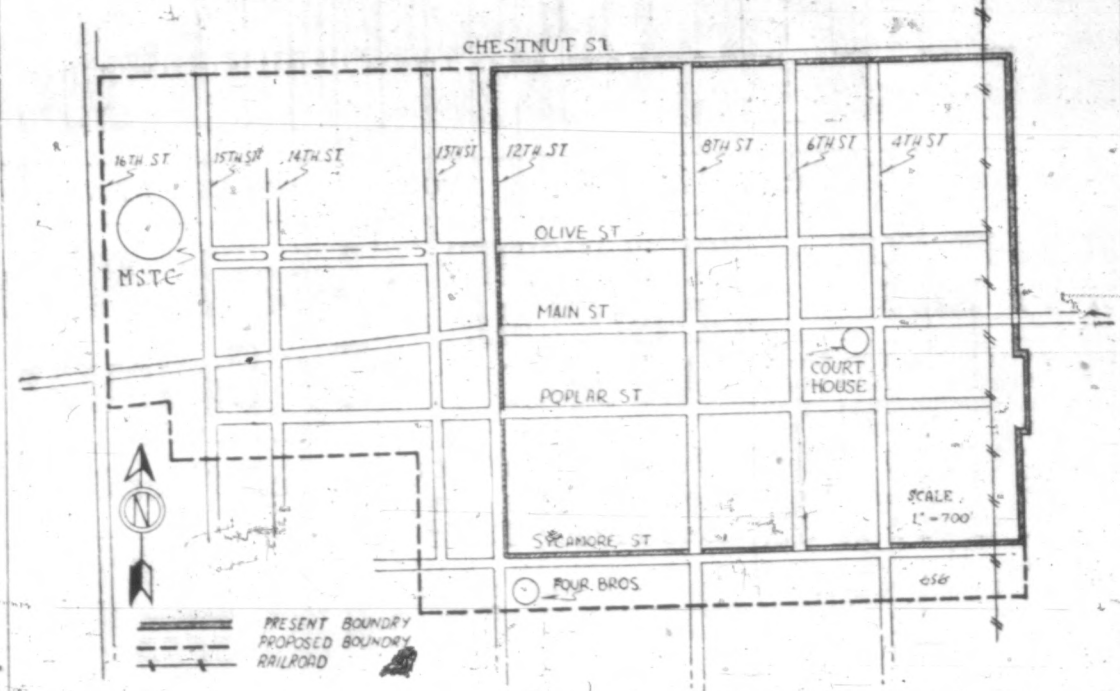 CHESTNUT ST.
16TH ST.
15TH ST
14TH ST
13TH ST
12TH ST
8TH ST.
6TH ST
4TH ST
OLIVE ST
M.S.T.C
MAIN ST
COURT
HOUSE
POPLAR ST
N
SCALE
1"=700'
SYCAMORE ST
FOUR BROS.
PRESENT BOUNDRY
PROPOSED BOUNDRY
RAILROAD